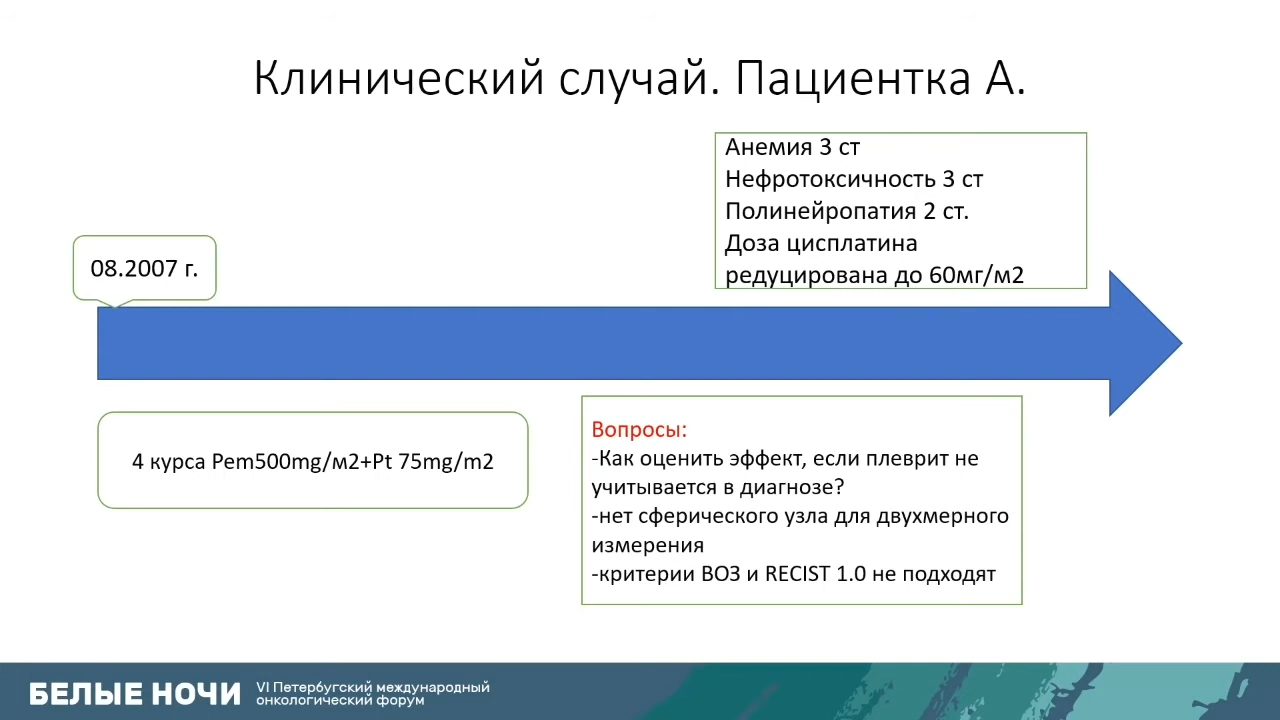 Клинический случай. Пациентка А.
Анемия 3 ст
Нефротоксичность 3 ст
Полинейропатия 2 ст.
Доза цисплатина
редуцирована до 60мг/м2
08.2007 г.
4 курса Pem500mg/м2+Pt 75mg/m2
Вопросы:
-Как оценить эффект, если плеврит не
учитывается в диагнозе?
-нет сферического узла для двухмерного
измерения
-критерии ВОЗ и RECIST 1.0 не подходят
БЕЛЫЕ НОЧИ
VI Петербургский международный
онкологический форум